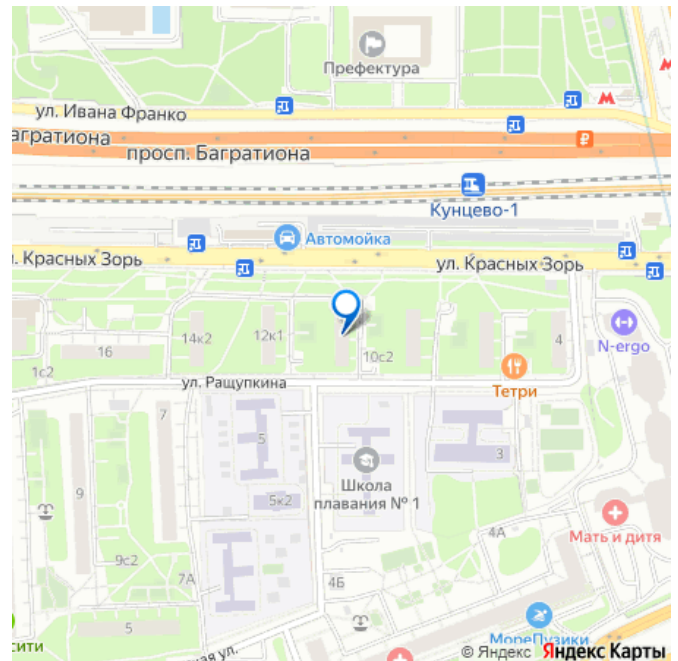 Префектура
ул. Ивана Франко
агратиона
просп. Багратиона
Кунцево-1
Автомойка
л. Красных Зорь
ул. Красных Зорь
14к2
12к1
16
10с2
4
N-ergo
1с2
ул. Ращупкина
Тетри
7
5
3
Школа
плавания № 1
9
5к2
4А
Мать и дитя
9с2
7А
4Б
5
МореПузики
сити
ная ул.
© Яндекс Яндекс Карты